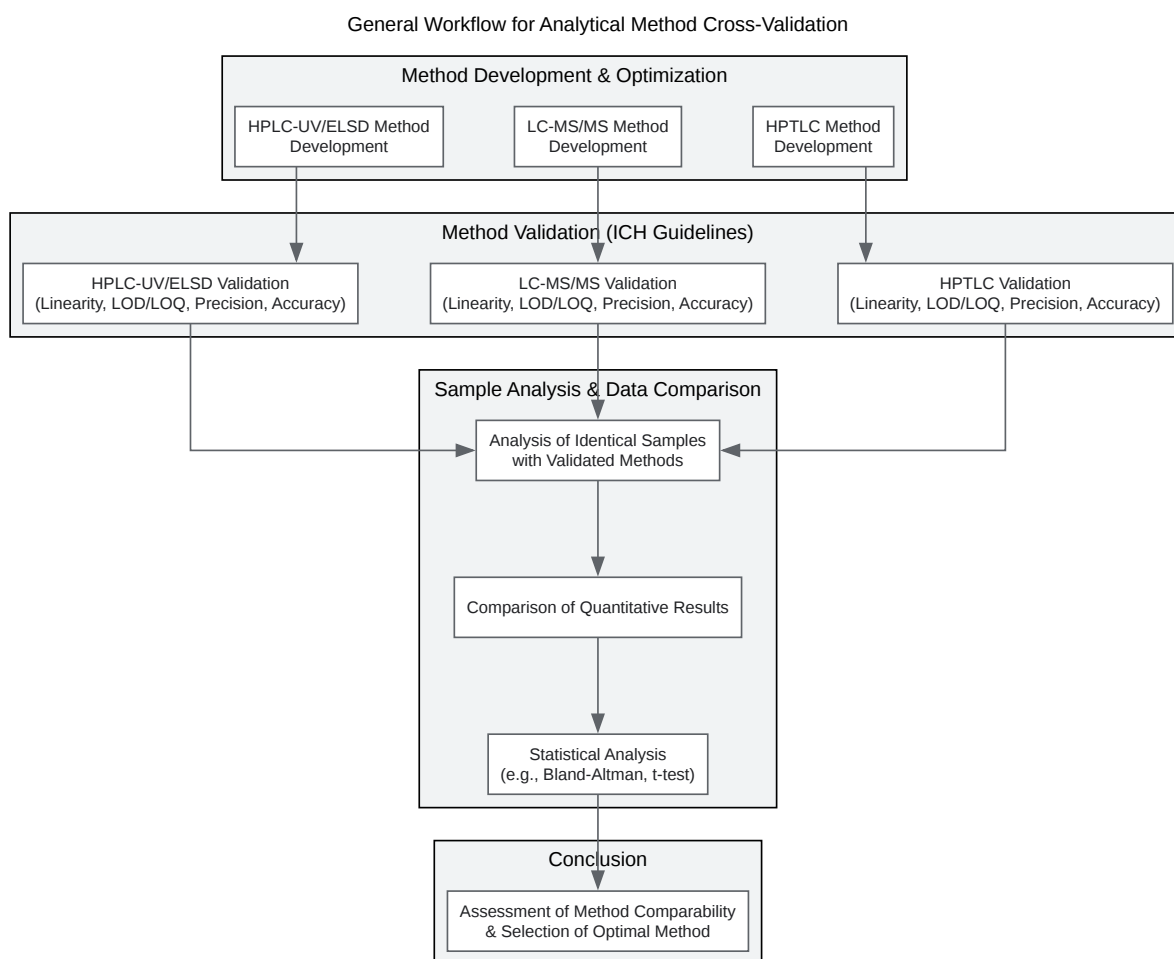 General Workflow for Analytical Method Cross-Validation
Method Development & Optimization
HPLC-UV/ELSD Method
Development
LC-MS/MS Method
Development
HPTLC Method
Development
Method Validation (ICH Guidelines)
HPLC-UV/ELSD Validation
(Linearity, LOD/LOQ, Precision, Accuracy)
LC-MS/MS Validation
(Linearity, LOD/LOQ, Precision, Accuracy)
HPTLC Validation
(Linearity, LOD/LOQ, Precision, Accuracy)
Sample Analysis & Data Comparison
Analysis of Identical Samples
with Validated Methods
Comparison of Quantitative Results
Statistical Analysis
(e.g., Bland-Altman, t-test)
Conclusion
Assessment of Method Comparability
& Selection of Optimal Method